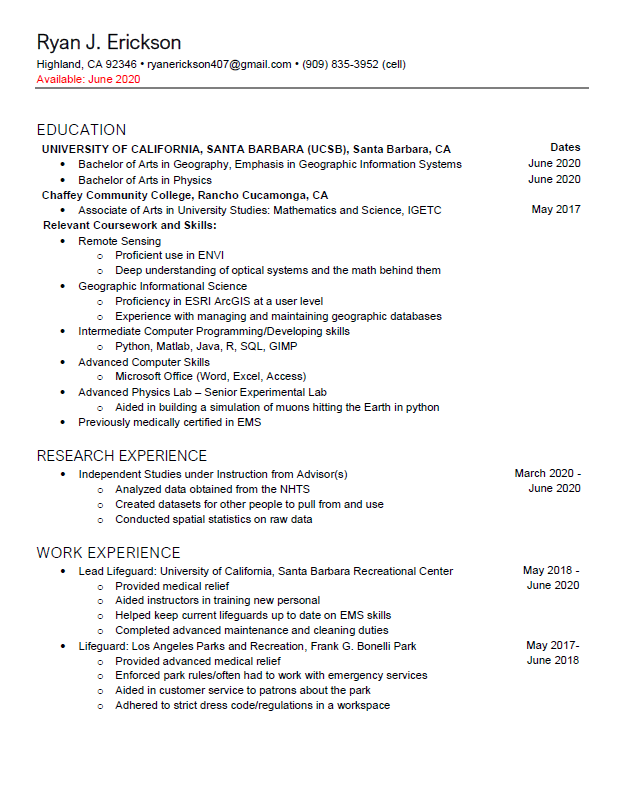 Ryan J. Erickson
Highland, CA 92346 • ryanerickson407@gmail.com • (909) 835-3952 (cell)
Available: June 2020
EDUCATION
UNIVERSITY OF CALIFORNIA, SANTA BARBARA (UCSB), Santa Barbara, CA Dates
• Bachelor of Arts in Geography, Emphasis in Geographic Information Systems June 2020
• Bachelor of Arts in Physics June 2020
Chaffey Community College, Rancho Cucamonga, CA
• Associate of Arts in University Studies: Mathematics and Science, IGETC May 2017
Relevant Coursework and Skills:
• Remote Sensing
o Proficient use in ENVI
o Deep understanding of optical systems and the math behind them
• Geographic Informational Science
o Proficiency in ESRI ArcGIS at a user level
o Experience with managing and maintaining geographic databases
• Intermediate Computer Programming/Developing skills
o Python, Matlab, Java, R, SQL, GIMP
• Advanced Computer Skills
o Microsoft Office (Word, Excel, Access)
• Advanced Physics Lab – Senior Experimental Lab
o Aided in building a simulation of muons hitting the Earth in python
• Previously medically certified in EMS
RESEARCH EXPERIENCE
• Independent Studies under Instruction from Advisor(s) March 2020 -
o Analyzed data obtained from the NHTS June 2020
o Created datasets for other people to pull from and use
o Conducted spatial statistics on raw data
WORK EXPERIENCE
• Lead Lifeguard: University of California, Santa Barbara Recreational Center May 2018 -
o Provided medical relief June 2020
o Aided instructors in training new personal
o Helped keep current lifeguards up to date on EMS skills
o Completed advanced maintenance and cleaning duties
• Lifeguard: Los Angeles Parks and Recreation, Frank G. Bonelli Park May 2017-
o Provided advanced medical relief June 2018
o Enforced park rules/often had to work with emergency services
o Aided in customer service to patrons about the park
o Adhered to strict dress code/regulations in a workspace